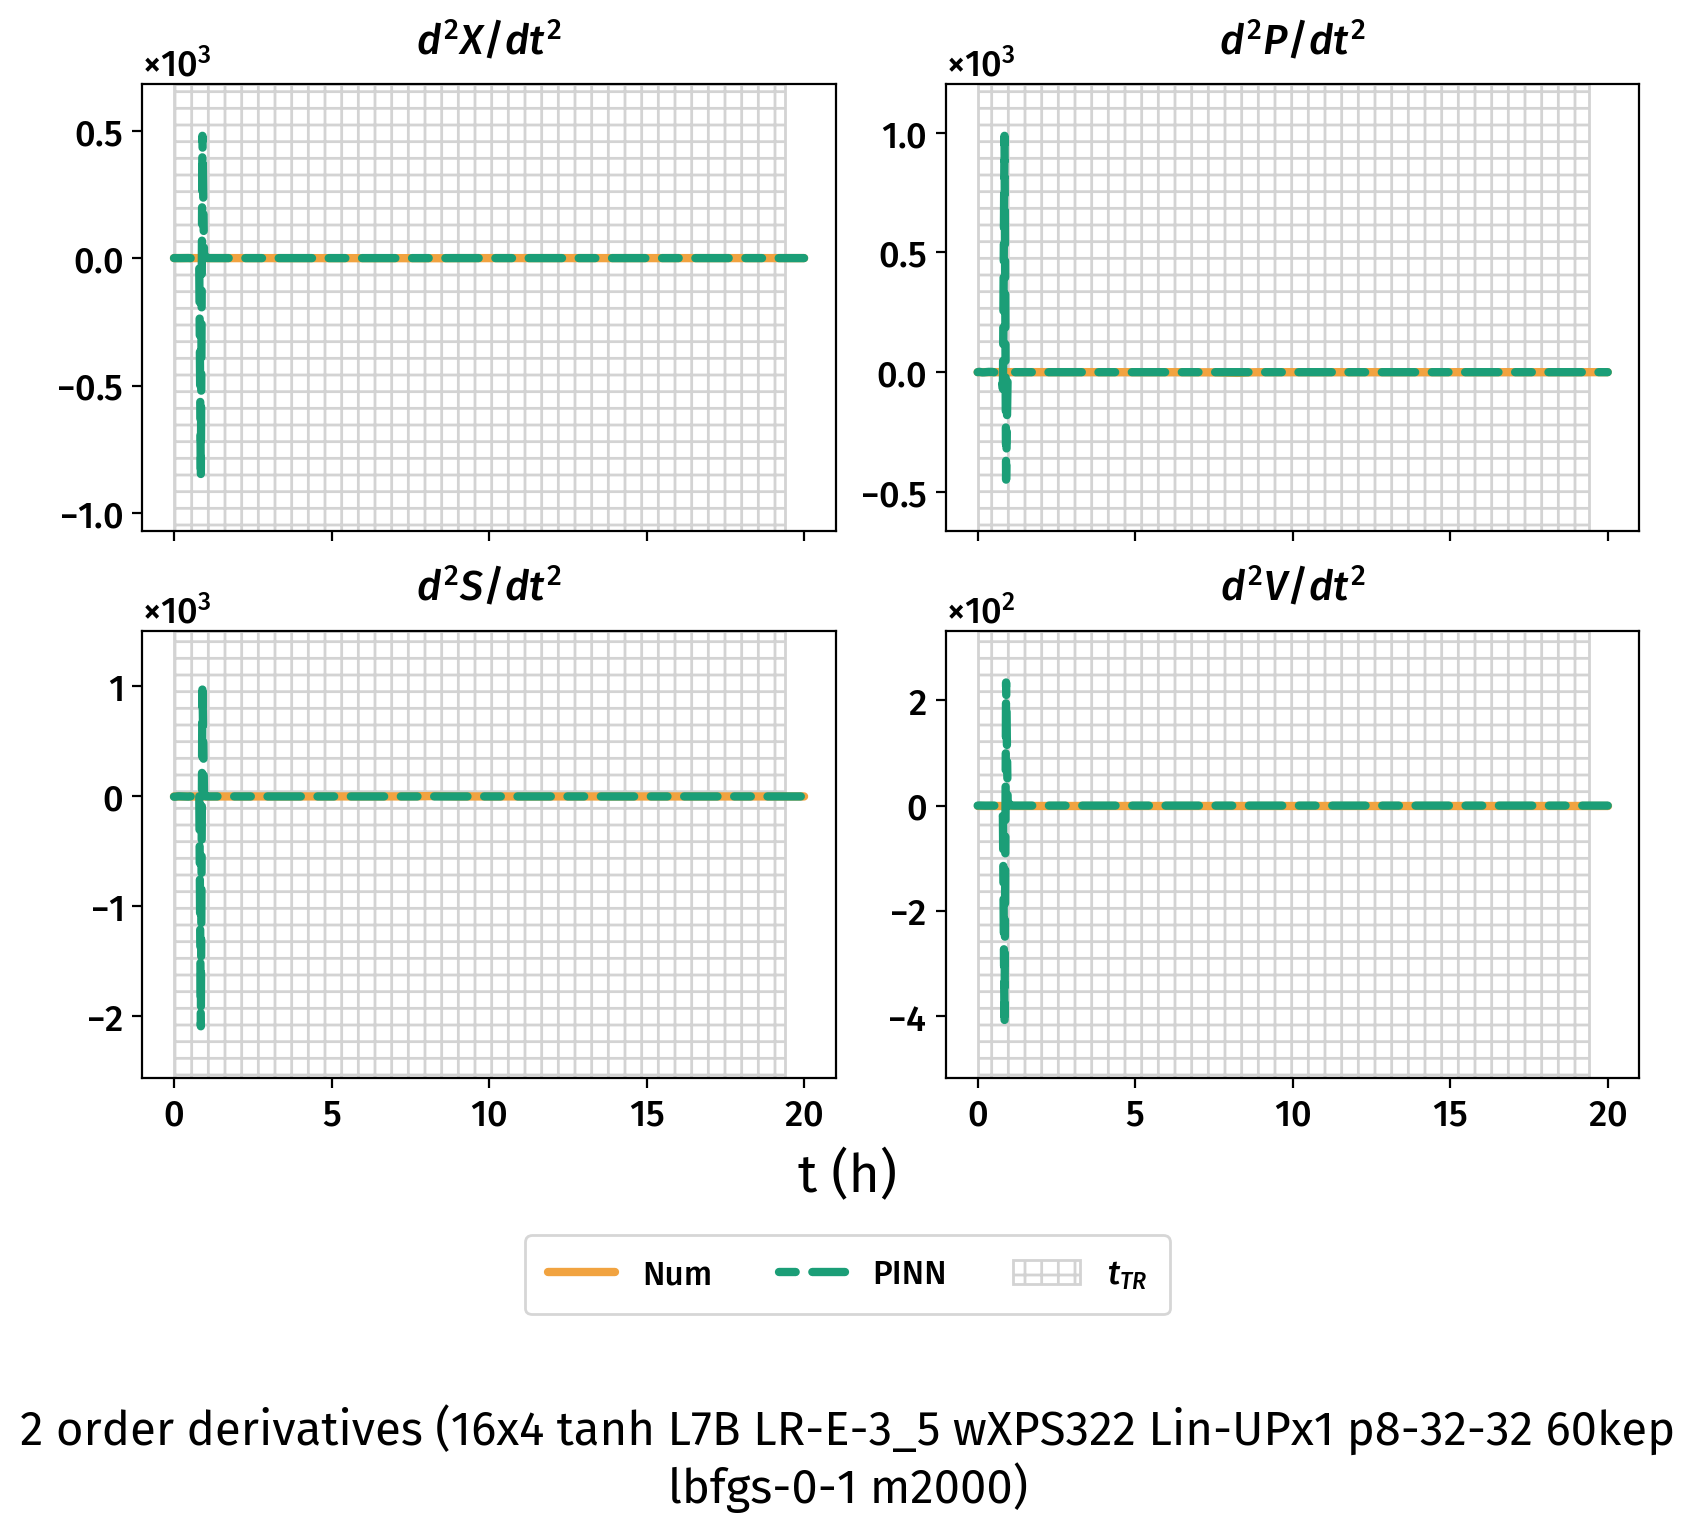 d²X/dt²
×10³
0.5
0.0
−0.5
−1.0
d²P/dt²
×10³
1.0
0.5
0.0
−0.5
d²S/dt²
×10³
1
0
−1
−2
0 5 10 15 20
d²V/dt²
×10²
2
0
−2
−4
0 5 10 15 20
t (h)
Num PINN t_TR
2 order derivatives (16x4 tanh L7B LR-E-3_5 wXPS322 Lin-UPx1 p8-32-32 60kep
lbfgs-0-1 m2000)